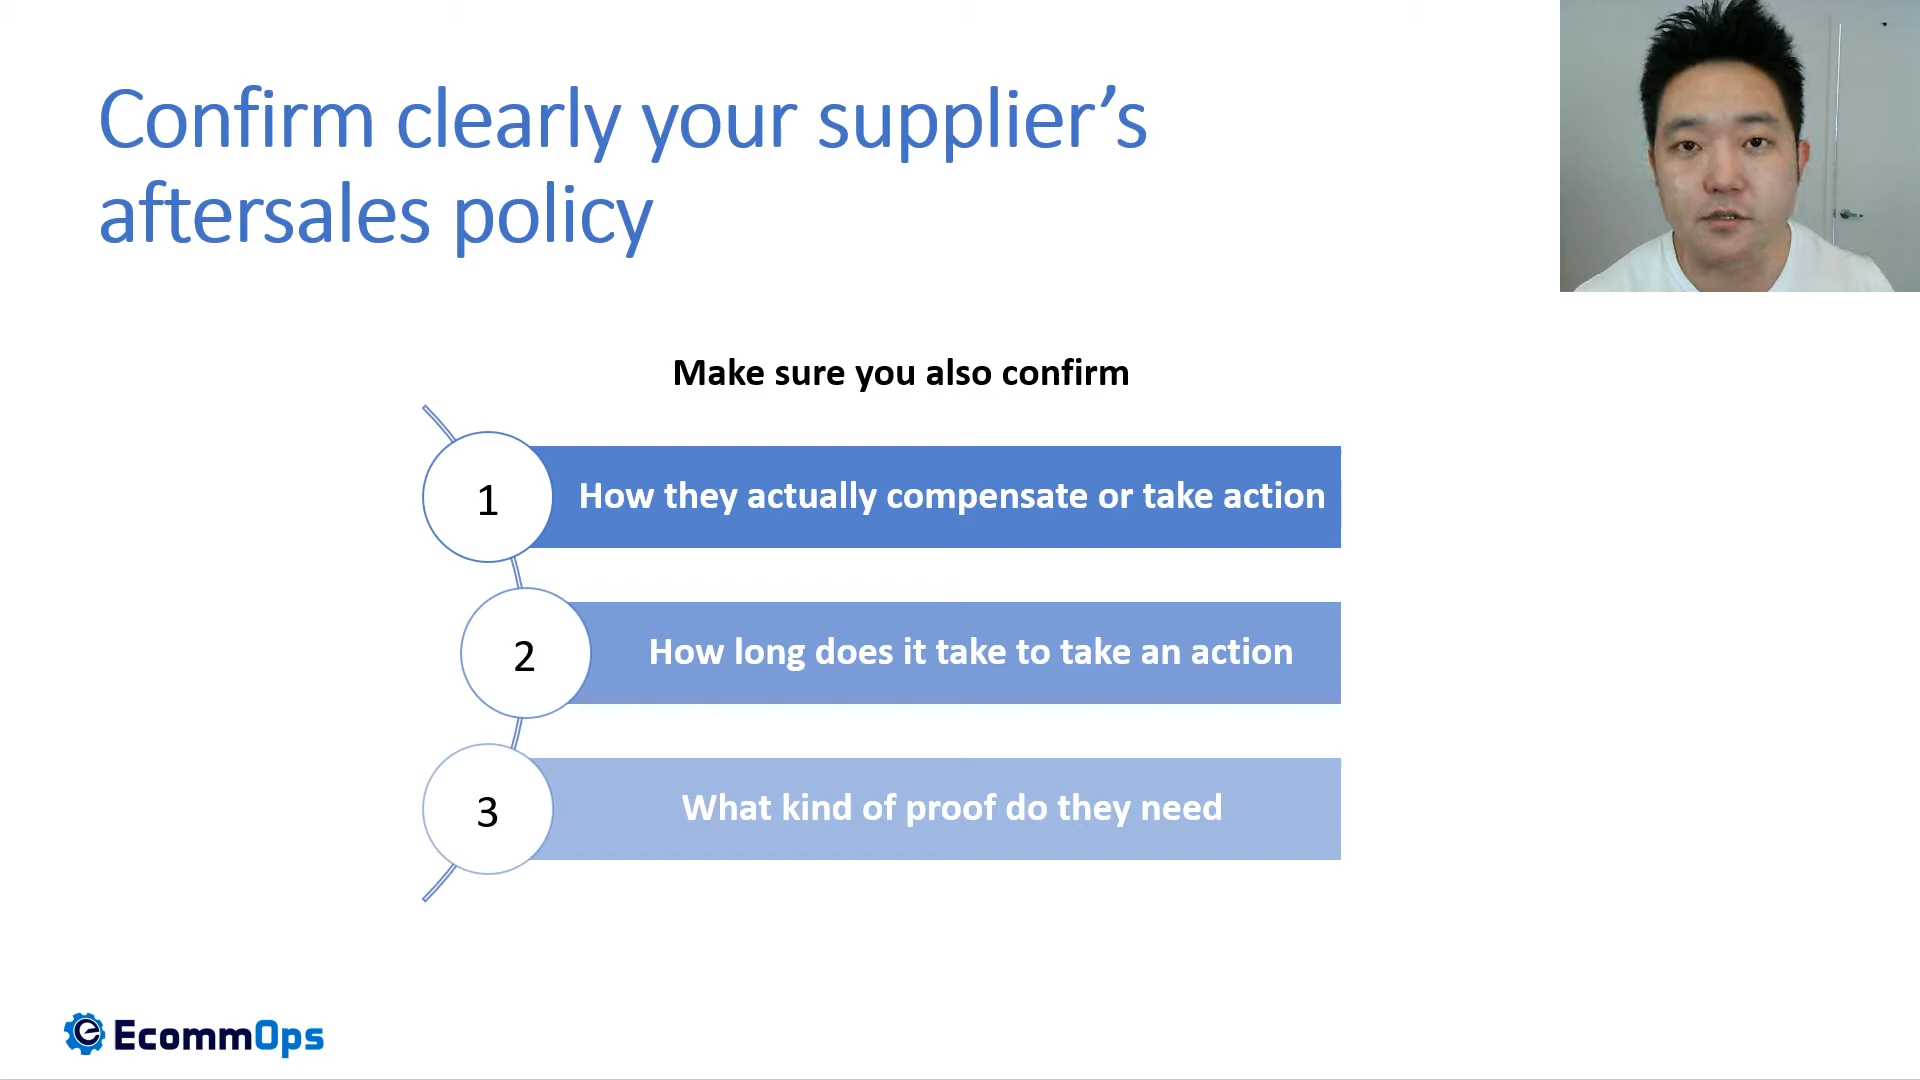 Confirm clearly your supplier’s
aftersales policy
Make sure you also confirm
1
How they actually compensate or take action
2
How long does it take to take an action
3
What kind of proof do they need
EcommOps